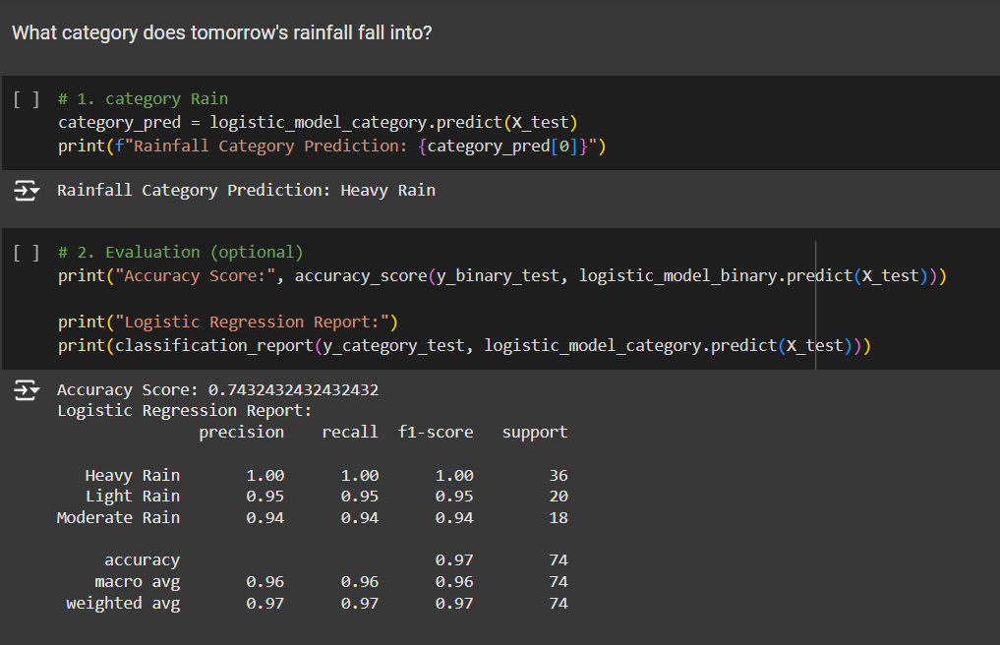 What category does tomorrow's rainfall fall into?
[ ] # 1. category Rain
category_pred = logistic_model_category.predict(X_test)
print(f"Rainfall Category Prediction: {category_pred[0]}")
Rainfall Category Prediction: Heavy Rain
[ ] # 2. Evaluation (optional)
print("Accuracy Score:", accuracy_score(y_binary_test, logistic_model_binary.predict(X_test)))
print("Logistic Regression Report:")
print(classification_report(y_category_test, logistic_model_category.predict(X_test)))
Accuracy Score: 0.7432432432432432
Logistic Regression Report:
precision recall f1-score support
Heavy Rain 1.00 1.00 1.00 36
Light Rain 0.95 0.95 0.95 20
Moderate Rain 0.94 0.94 0.94 18
accuracy 0.97 74
macro avg 0.96 0.96 0.96 74
weighted avg 0.97 0.97 0.97 74